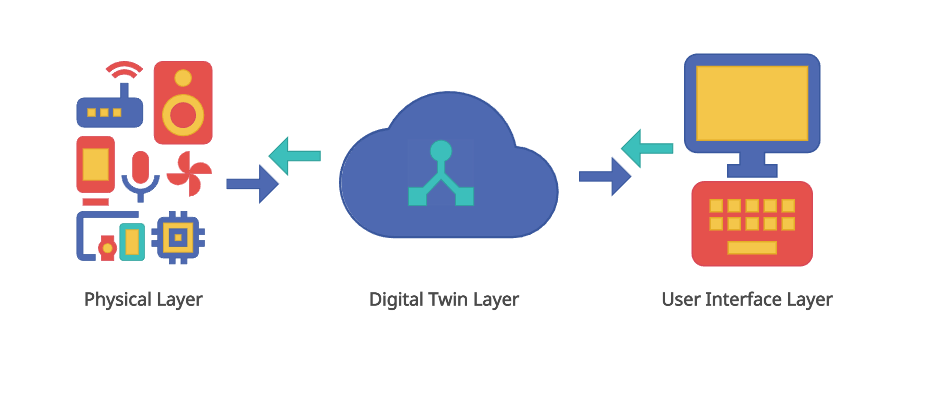 Physical Layer
Digital Twin Layer
User Interface Layer